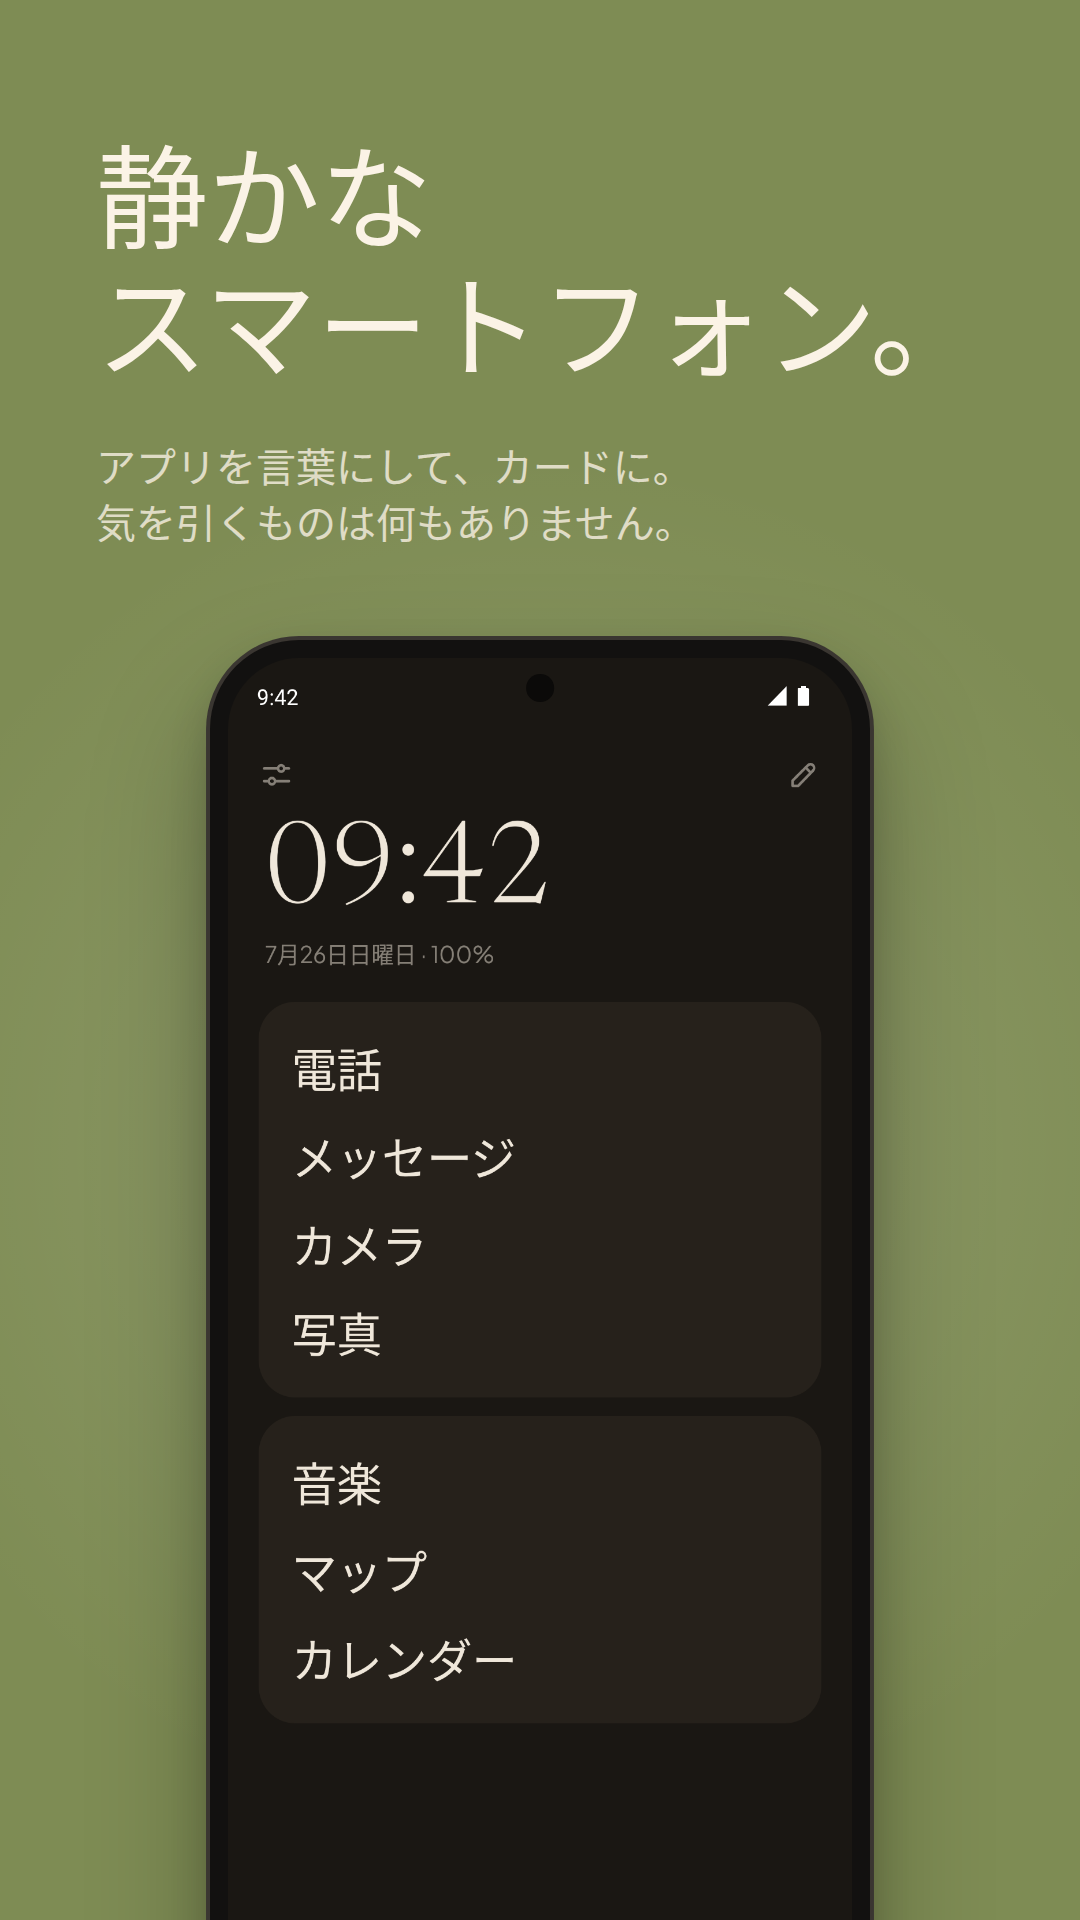 静かな
スマートフォン。
アプリを言葉にして、カードに。
気を引くものは何もありません。
9:42
09:42
7月26日日曜日 · 100%
電話
メッセージ
カメラ
写真
音楽
マップ
カレンダー